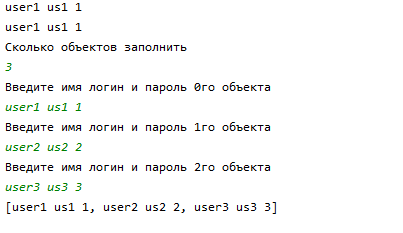 user1 us1 1
user1 us1 1
Сколько объектов заполнить
3
Введите имя логин и пароль 0го объекта
user1 us1 1
Введите имя логин и пароль 1го объекта
user2 us2 2
Введите имя логин и пароль 2го объекта
user3 us3 3
[user1 us1 1, user2 us2 2, user3 us3 3]